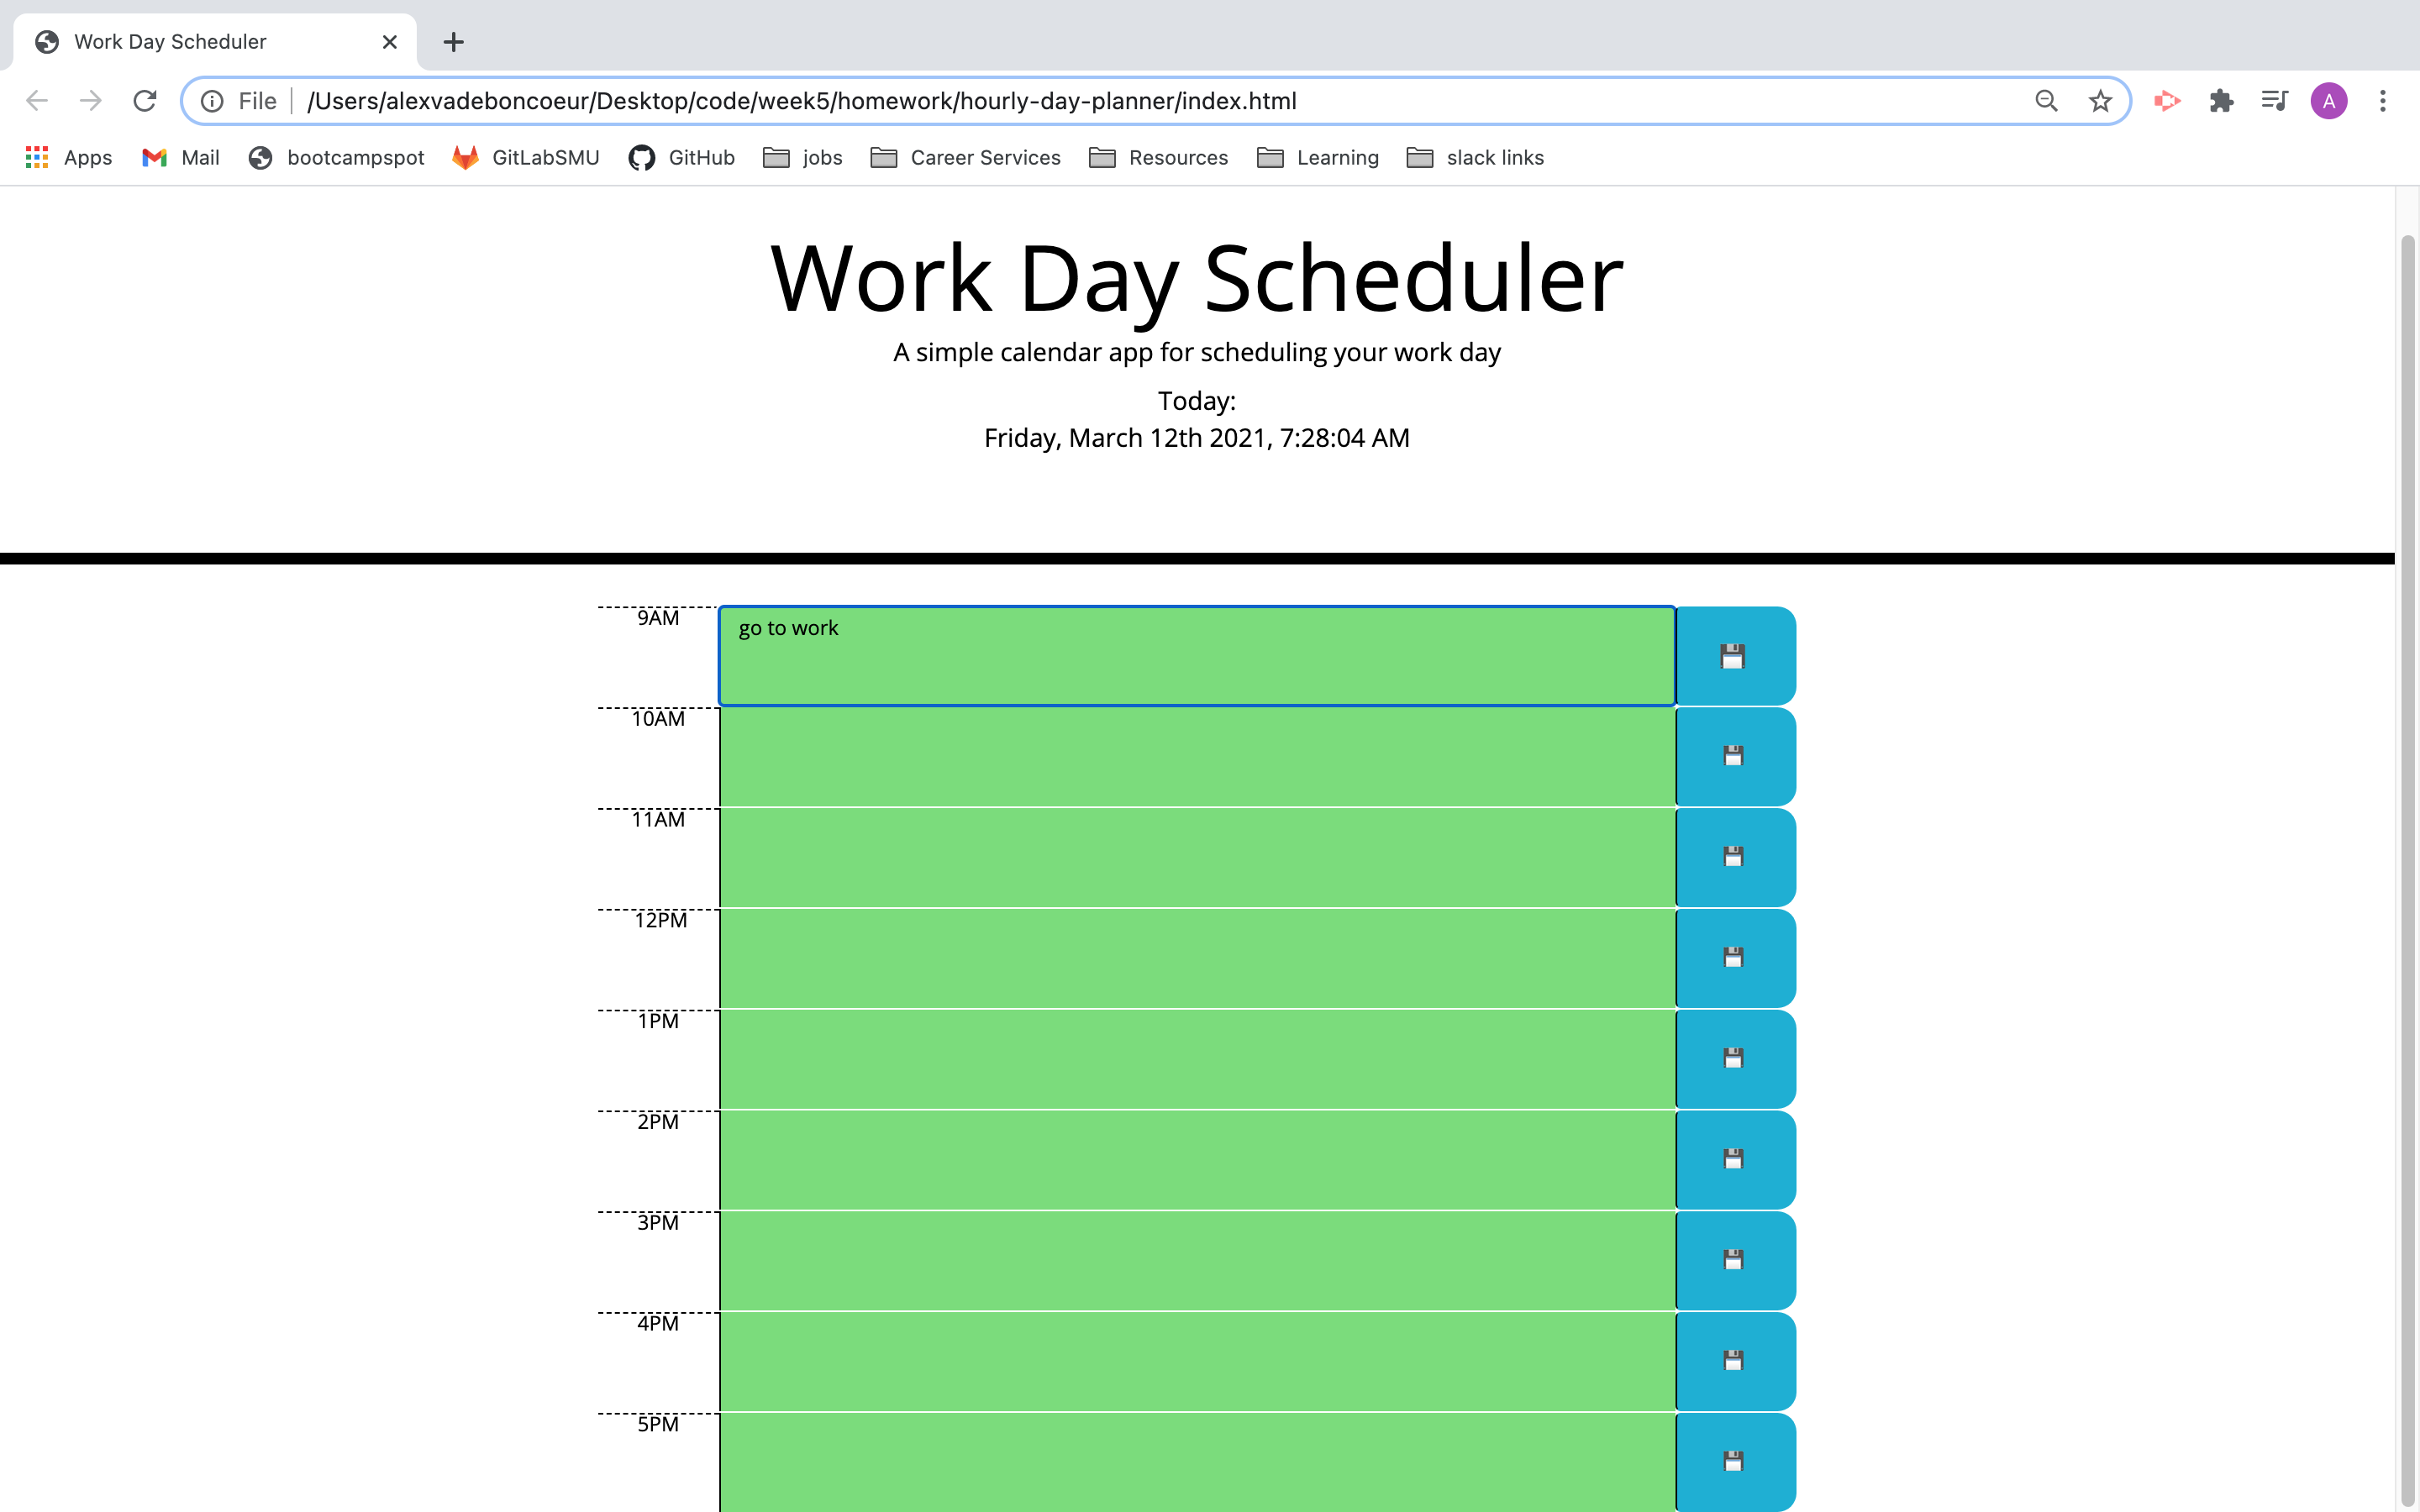 Work Day Scheduler
File /Users/alexvadeboncoeur/Desktop/code/week5/homework/hourly-day-planner/index.html
A
Apps Mail bootcampspot GitLabSMU GitHub jobs Career Services Resources Learning slack links
Work Day Scheduler
A simple calendar app for scheduling your work day
Today:
Friday, March 12th 2021, 7:28:04 AM
9AM go to work
10AM
11AM
12PM
1PM
2PM
3PM
4PM
5PM